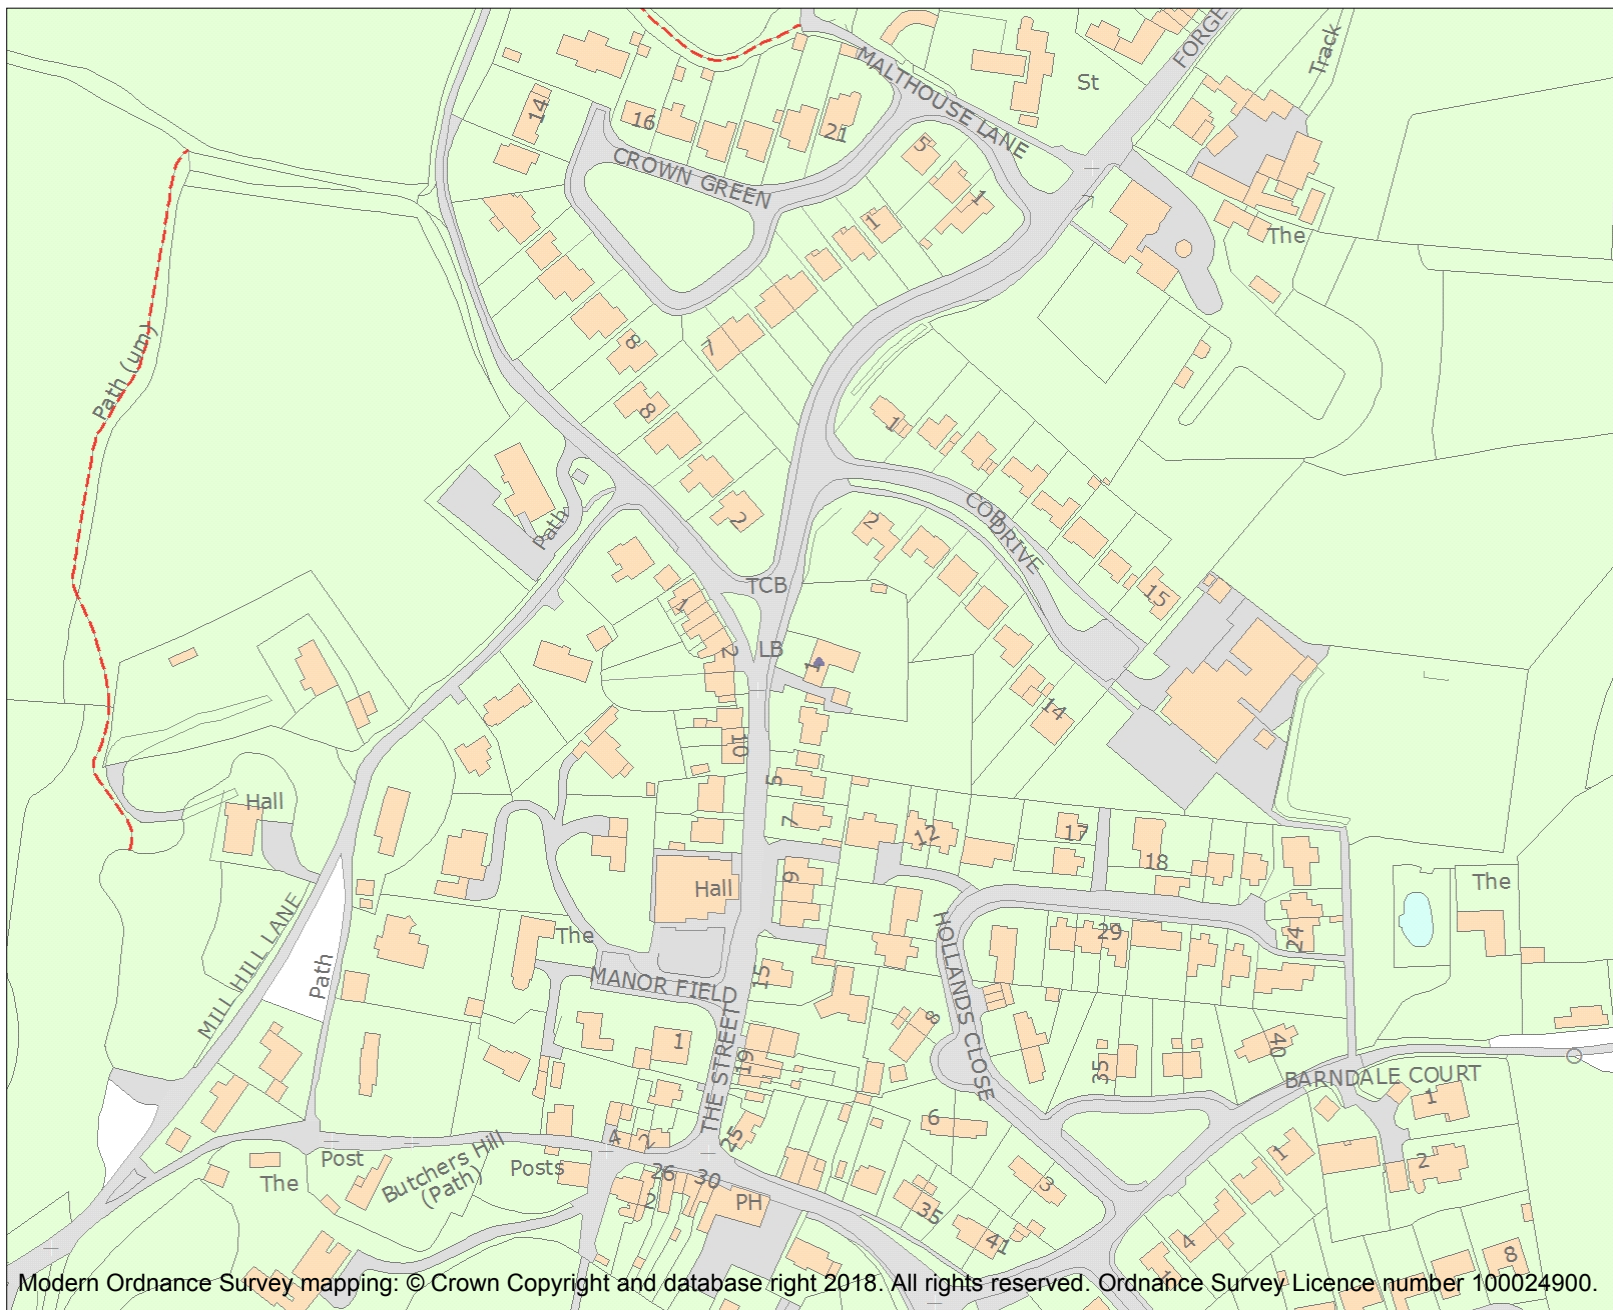 FORGE
Track
MALTHOUSE LANE
St
14
16
21
5
CROWN GREEN
1
1
The
Path (um)
8
7
8
1
2
COB DRIVE
2
Path
TCB
15
1
2
LB
1
14
10
5
Hall
7
12
17
18
Hall
9
The
The
HOLLANDS CLOSE
29
24
MILL HILL LANE
Path
MANOR FIELD
15
THE STREET
1
19
8
35
40
BARNDALE COURT
1
6
4
2
25
Post
Butchers Hill
(Path)
Posts
The
26
30
2
PH
3
35
41
1
2
4
1
8
Modern Ordnance Survey mapping: © Crown Copyright and database right 2018. All rights reserved. Ordnance Survey Licence number 100024900.